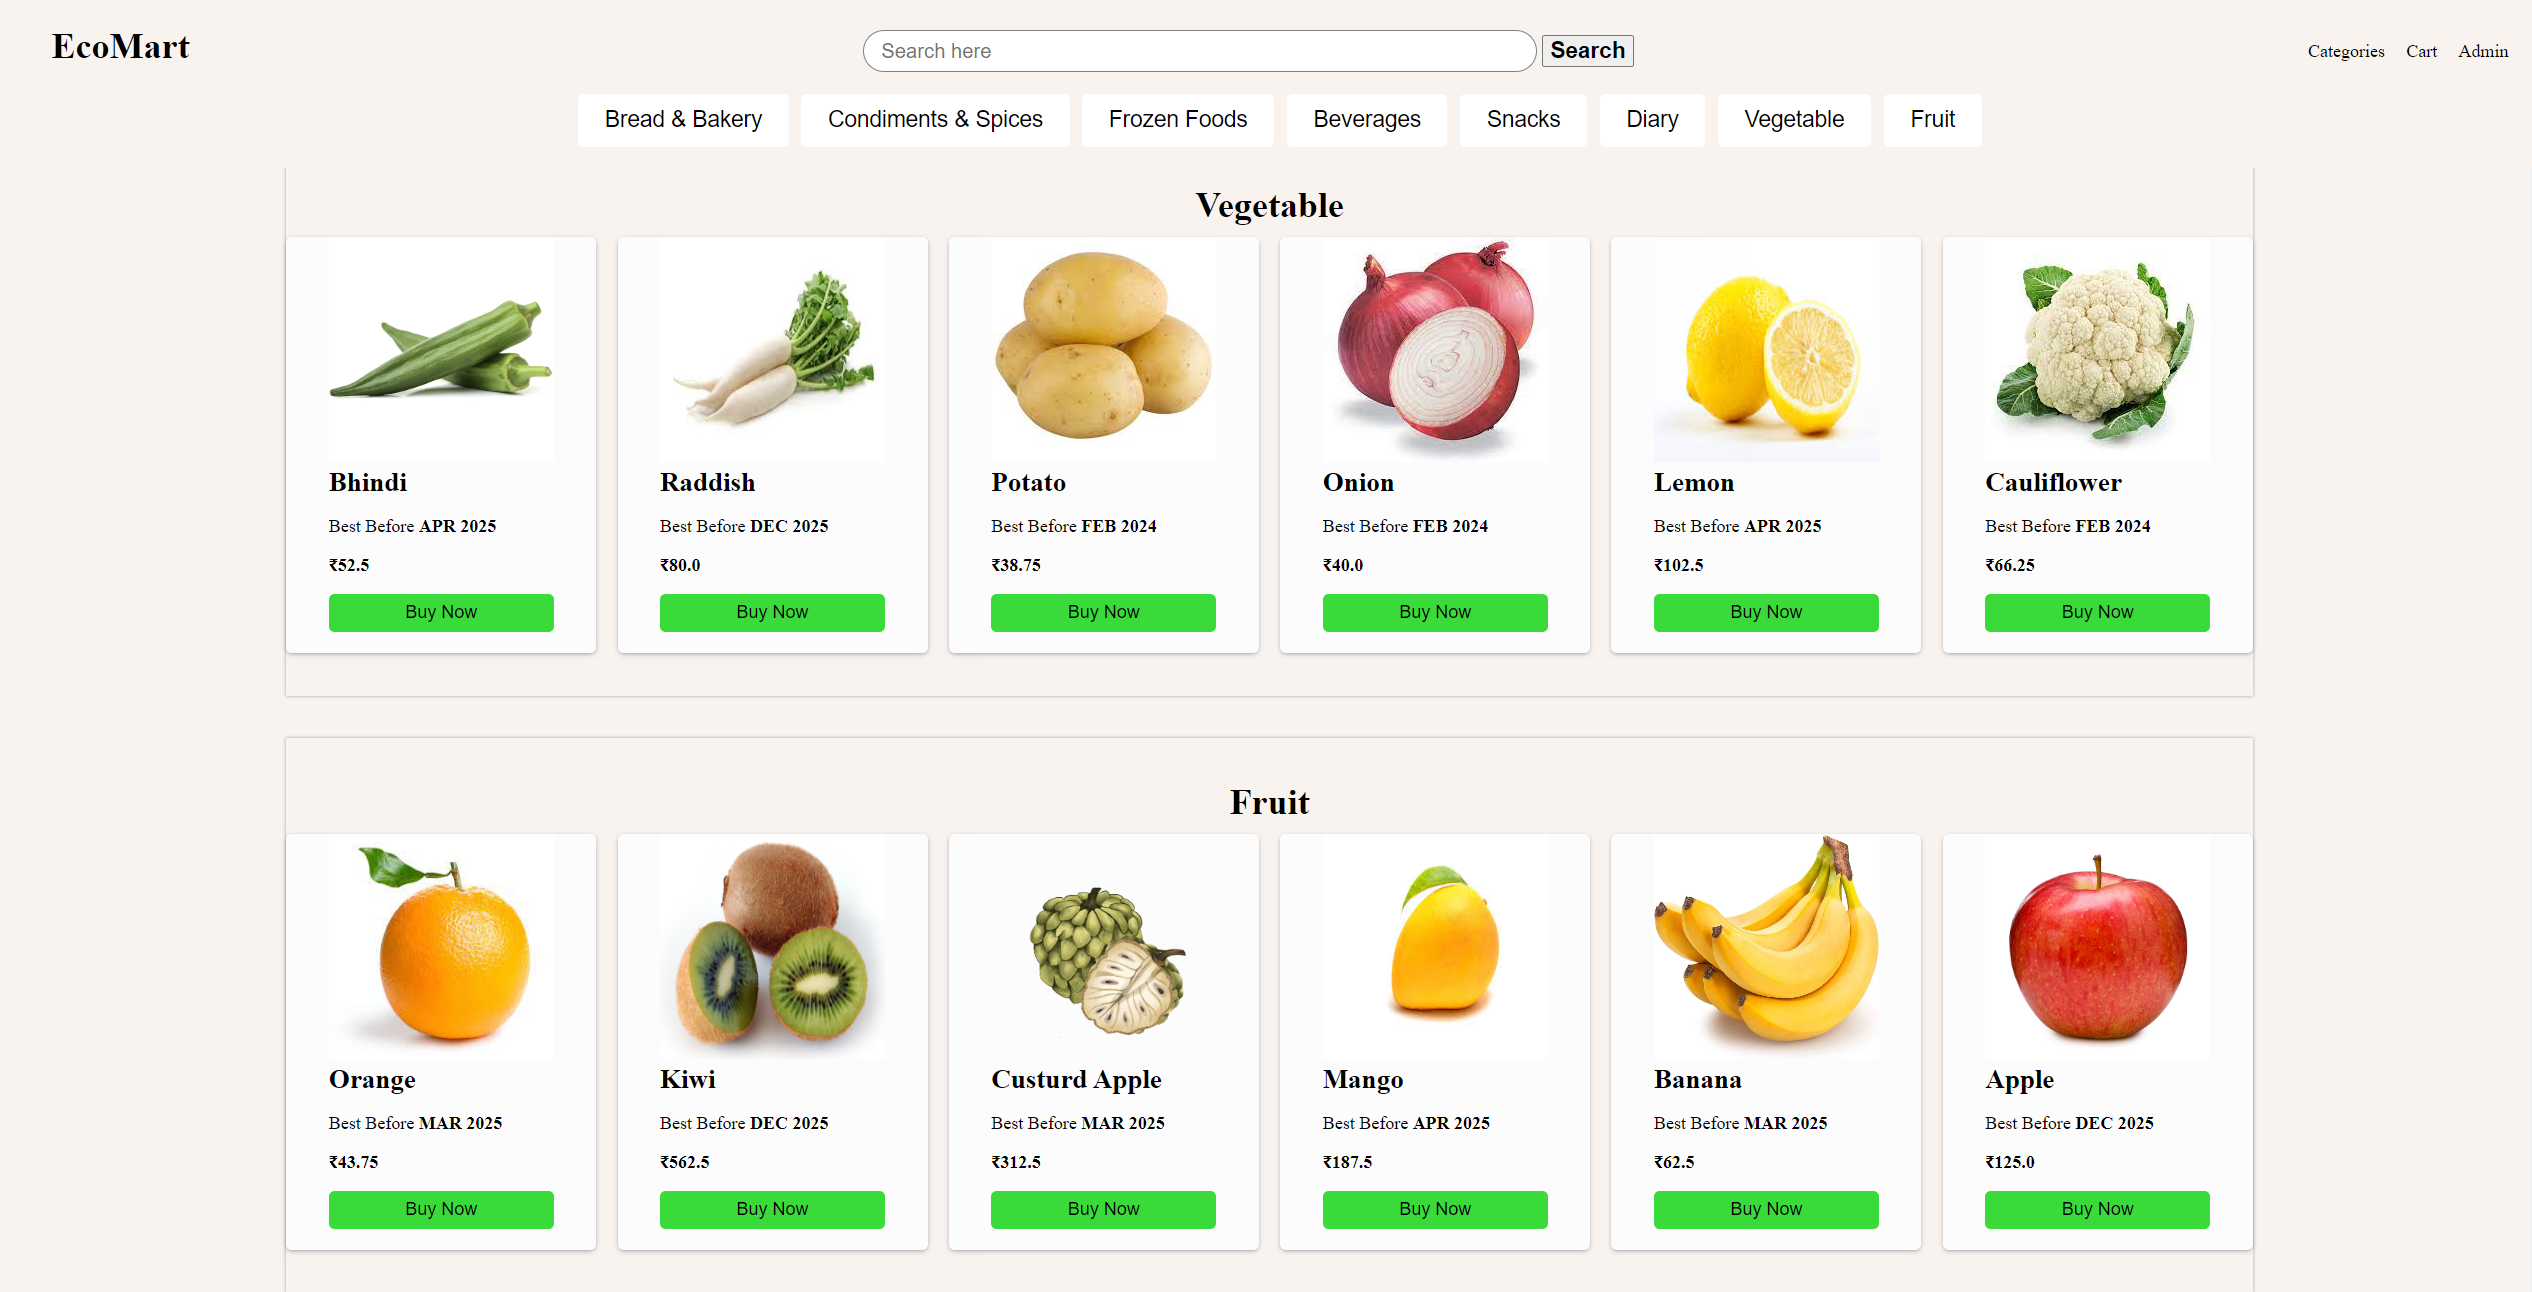 EcoMart
Search here
Search
Categories Cart Admin
Bread & Bakery Condiments & Spices Frozen Foods Beverages Snacks Diary Vegetable Fruit
Vegetable
Bhindi Raddish Potato Onion Lemon Cauliflower
Best Before APR 2025 Best Before DEC 2025 Best Before FEB 2024 Best Before FEB 2024 Best Before APR 2025 Best Before FEB 2024
₹52.5 ₹80.0 ₹38.75 ₹40.0 ₹102.5 ₹66.25
Buy Now Buy Now Buy Now Buy Now Buy Now Buy Now
Fruit
Orange Kiwi Custurd Apple Mango Banana Apple
Best Before MAR 2025 Best Before DEC 2025 Best Before MAR 2025 Best Before APR 2025 Best Before MAR 2025 Best Before DEC 2025
₹43.75 ₹562.5 ₹312.5 ₹187.5 ₹62.5 ₹125.0
Buy Now Buy Now Buy Now Buy Now Buy Now Buy Now